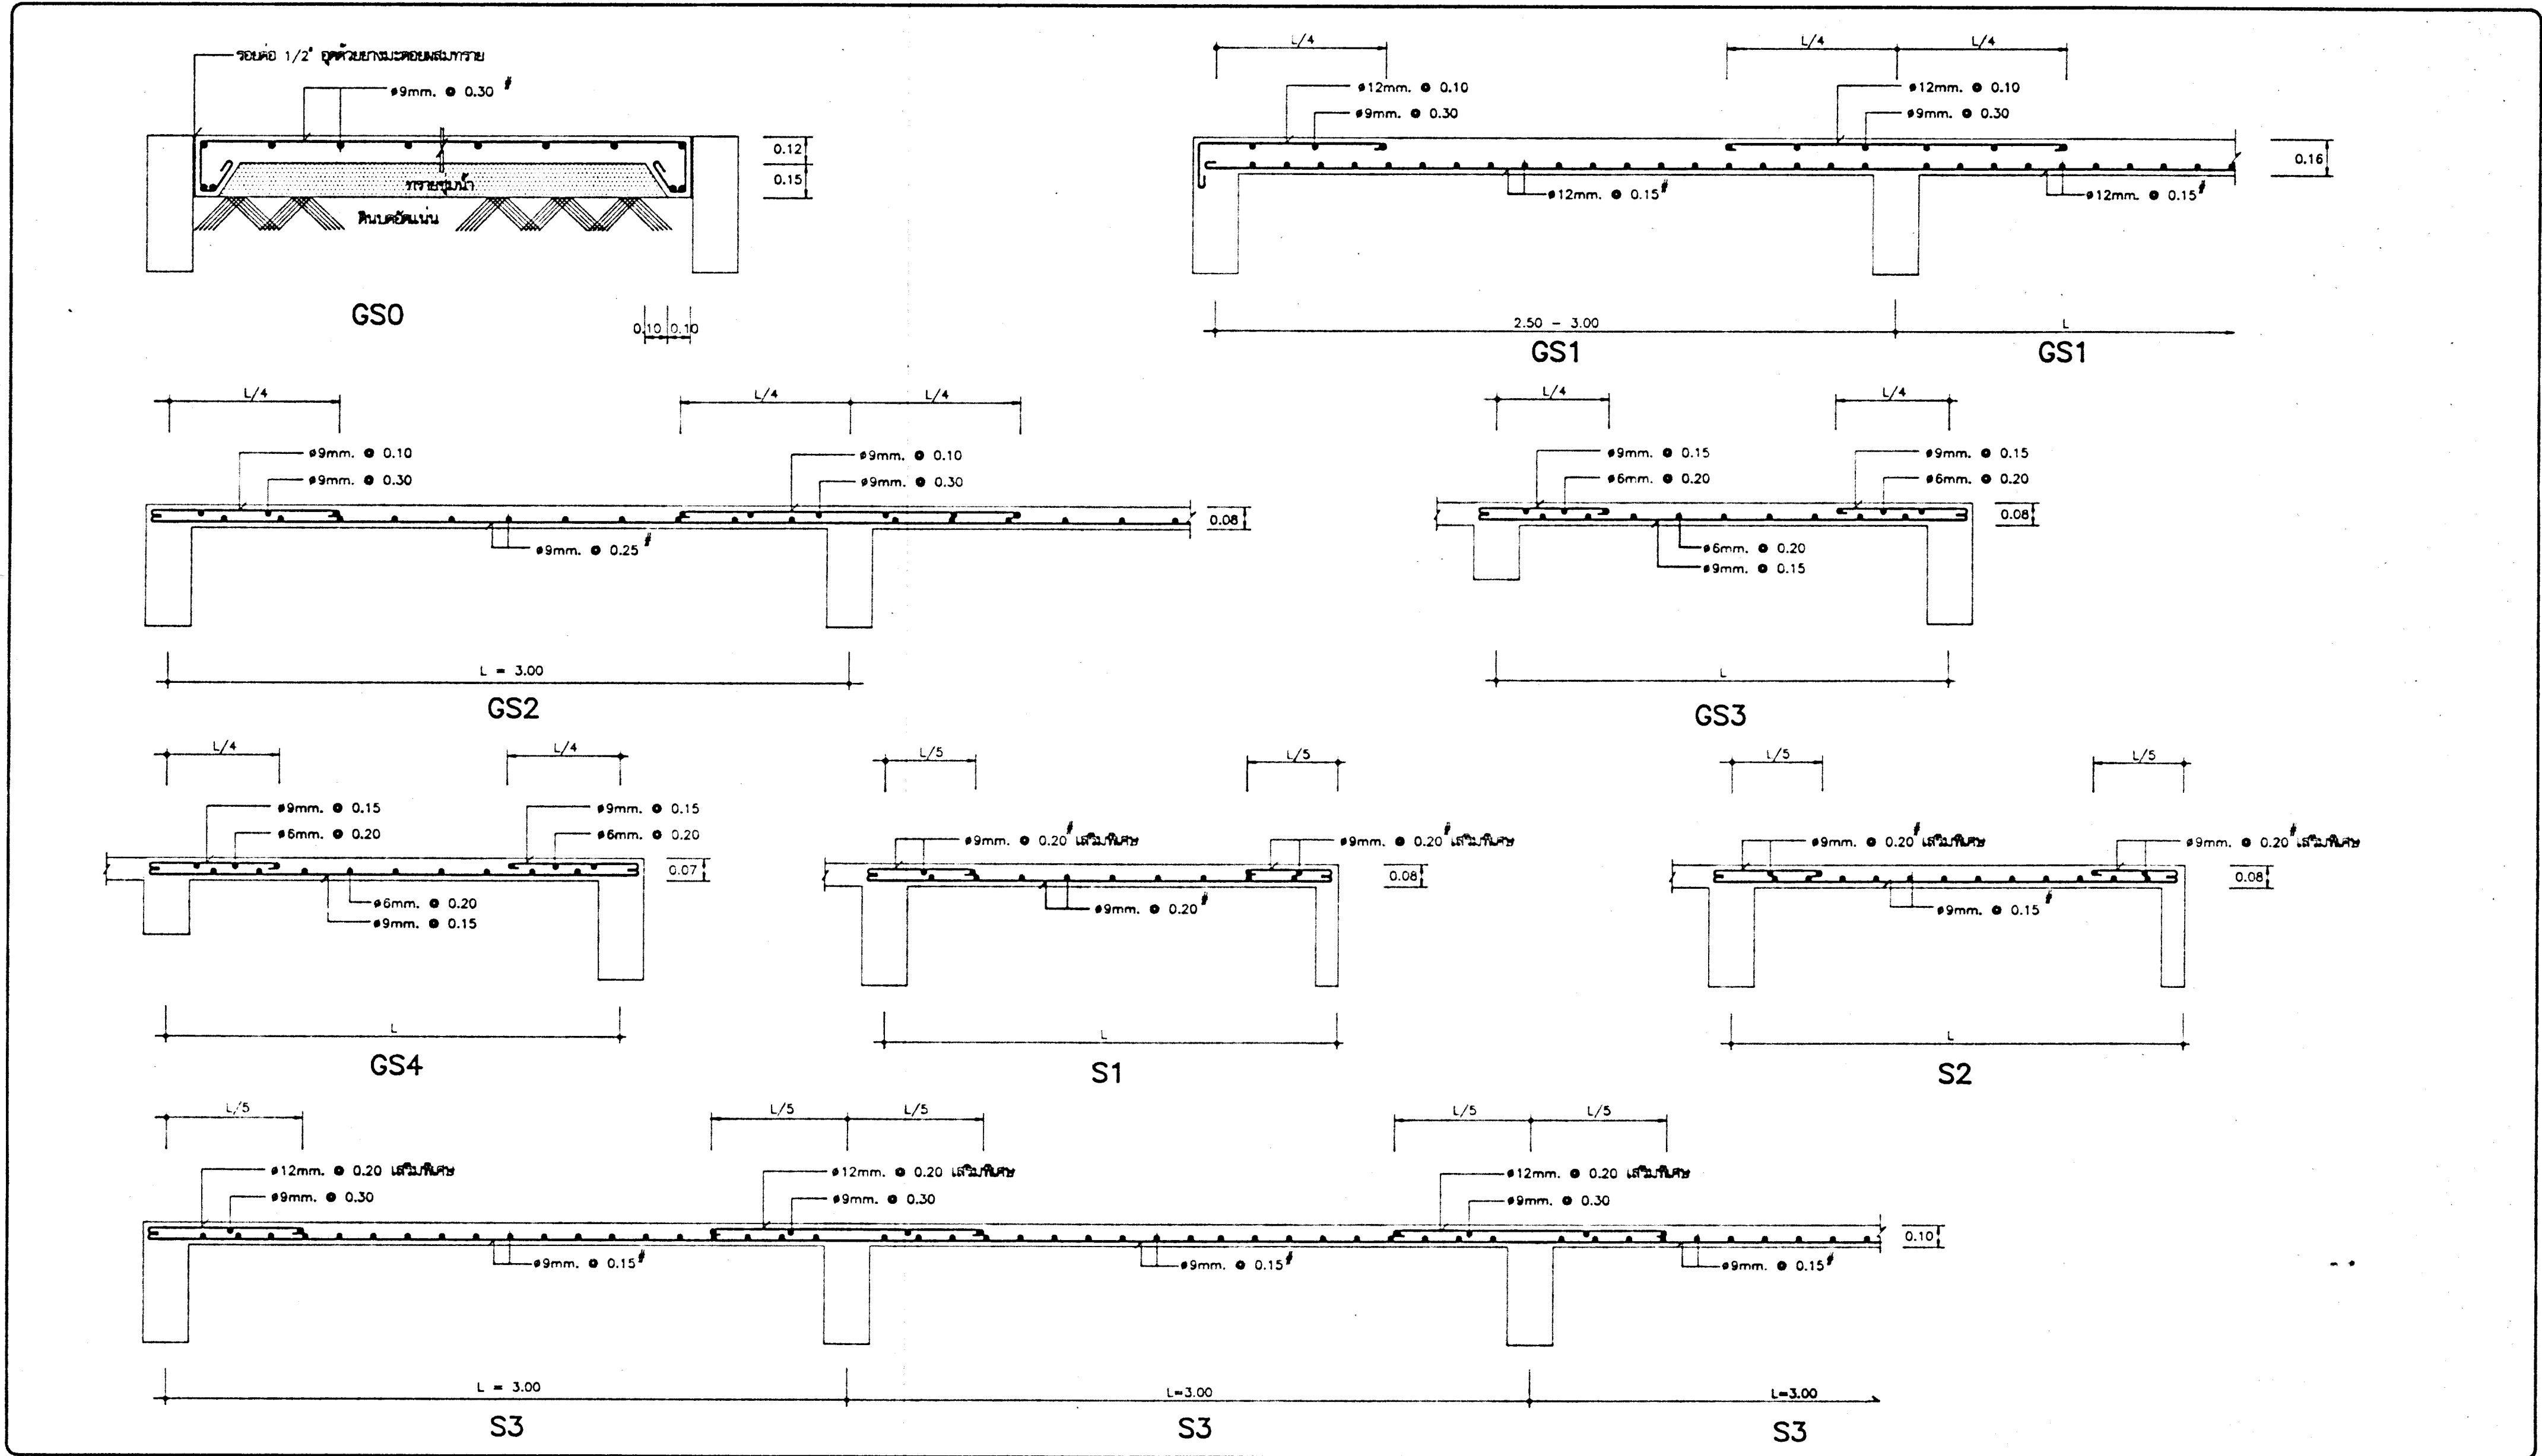 รอยต่อ 1/2" อุดด้วยยางมะตอยผสมทราย
ø9mm. @ 0.30 #
0.12
0.15
ทรายชุ่มน้ำ
ดินบดอัดแน่น
GS0
0.10 0.10
L/4 L/4 L/4
ø12mm. @ 0.10 ø12mm. @ 0.10
ø9mm. @ 0.30 ø9mm. @ 0.30
0.16
ø12mm. @ 0.15# ø12mm. @ 0.15#
2.50 - 3.00 L
GS1 GS1
L/4 L/4 L/4
ø9mm. @ 0.10 ø9mm. @ 0.10
ø9mm. @ 0.30 ø9mm. @ 0.30
0.08
ø9mm. @ 0.25 #
L = 3.00
GS2
L/4 L/4
ø9mm. @ 0.15 ø9mm. @ 0.15
ø6mm. @ 0.20 ø6mm. @ 0.20
0.08
ø6mm. @ 0.20
ø9mm. @ 0.15
L
GS3
L/4 L/4
ø9mm. @ 0.15 ø9mm. @ 0.15
ø6mm. @ 0.20 ø6mm. @ 0.20
0.07
ø6mm. @ 0.20
ø9mm. @ 0.15
L
GS4
L/5 L/5
ø9mm. @ 0.20 # เสริมพิเศษ ø9mm. @ 0.20 # เสริมพิเศษ
0.08
ø9mm. @ 0.20 #
L
S1
L/5 L/5
ø9mm. @ 0.20 # เสริมพิเศษ ø9mm. @ 0.20 # เสริมพิเศษ
0.08
ø9mm. @ 0.15 #
L
S2
L/5 L/5 L/5 L/5 L/5
ø12mm. @ 0.20 เสริมพิเศษ ø12mm. @ 0.20 เสริมพิเศษ ø12mm. @ 0.20 เสริมพิเศษ
ø9mm. @ 0.30 ø9mm. @ 0.30 ø9mm. @ 0.30
0.10
ø9mm. @ 0.15# ø9mm. @ 0.15# ø9mm. @ 0.15#
L = 3.00 L=3.00 L=3.00
S3 S3 S3